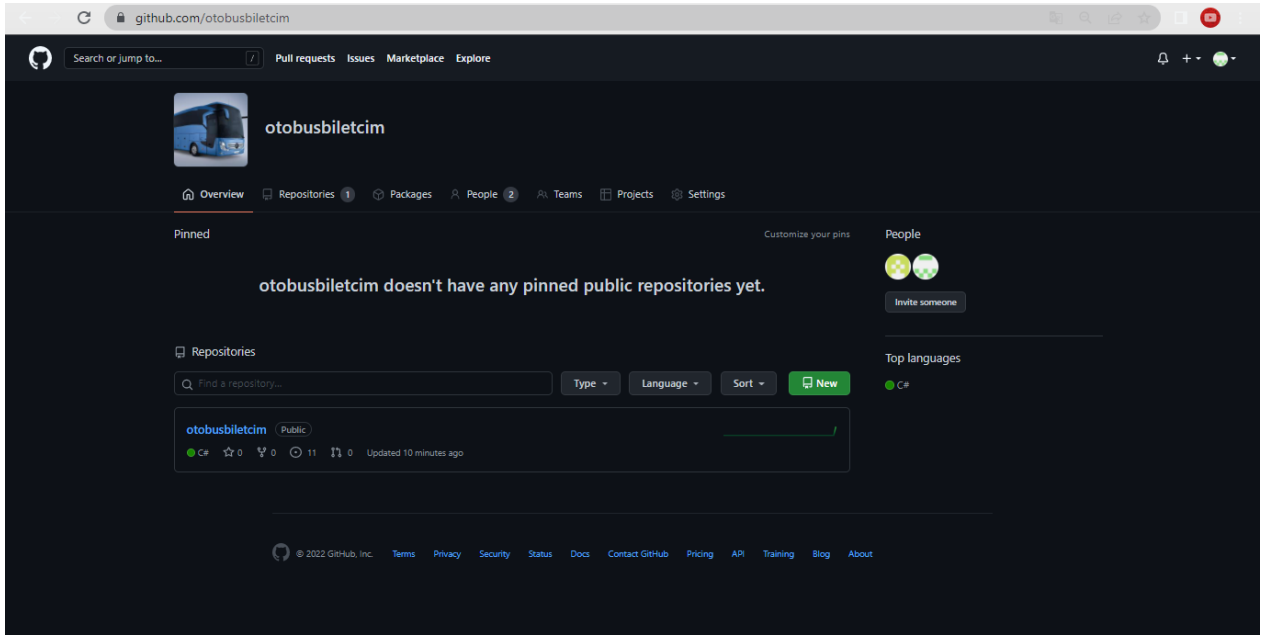 github.com/otobusbiletcim
Search or jump to... / Pull requests Issues Marketplace Explore
otobusbiletcim
Overview Repositories 1 Packages People 2 Teams Projects Settings
Pinned Customize your pins
otobusbiletcim doesn't have any pinned public repositories yet.
People
Invite someone
Repositories
Find a repository... Type Language Sort New
Top languages
C#
otobusbiletcim Public
C# 0 0 11 0 Updated 10 minutes ago
© 2022 GitHub, Inc. Terms Privacy Security Status Docs Contact GitHub Pricing API Training Blog About